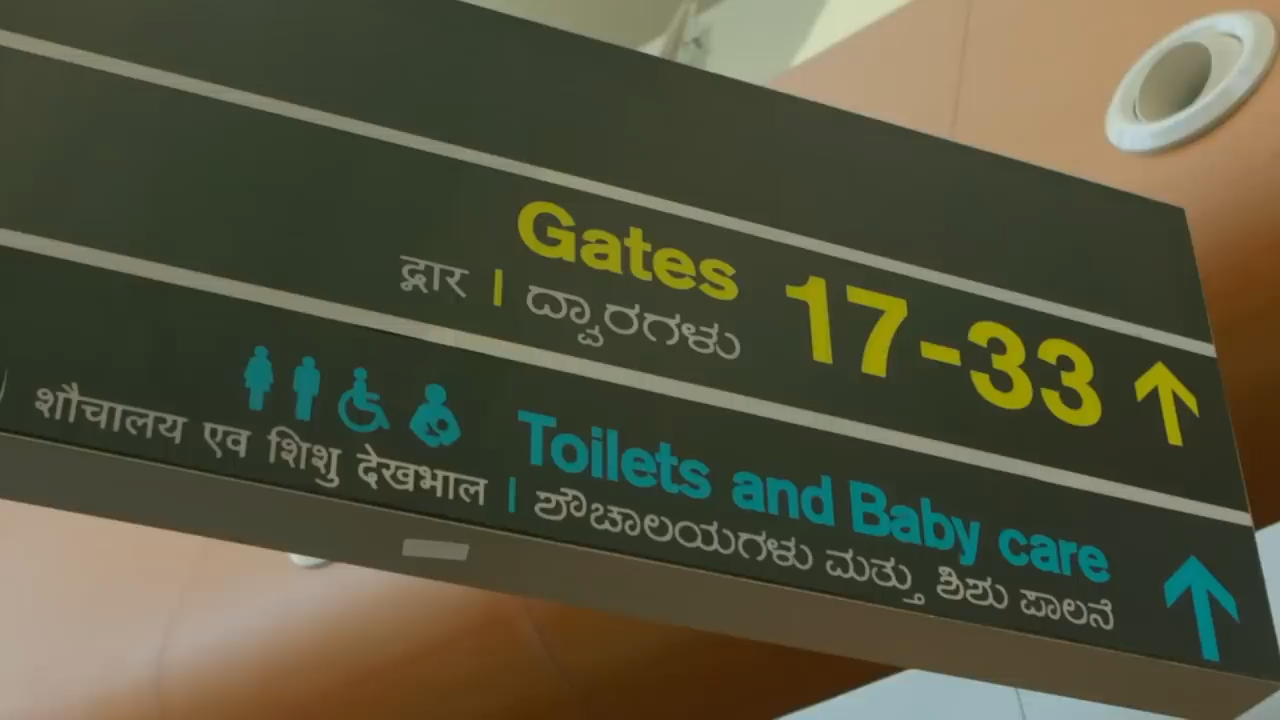 Gates 17-33
द्वार | ದ್ವಾರಗಳು
Toilets and Baby care
शौचालय एव शिशु देखभाल | ಶೌಚಾಲಯಗಳು ಮತ್ತು ಶಿಶು ಪಾಲನೆ